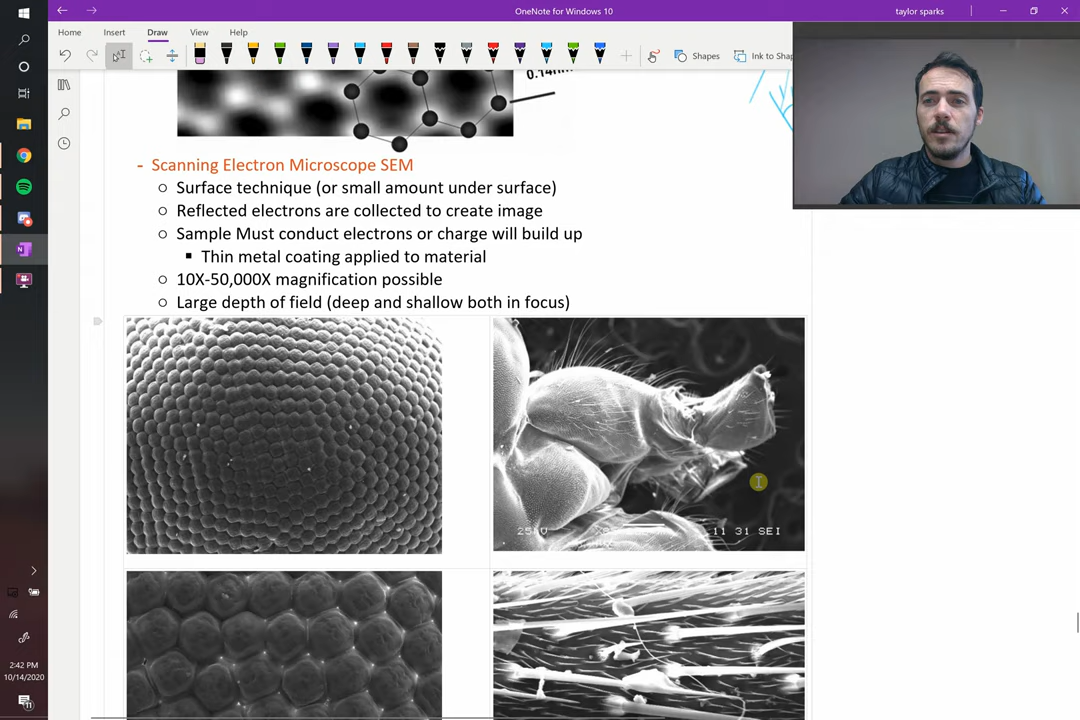 OneNote for Windows 10
taylor sparks
Home
Insert
Draw
View
Help
Shapes
Ink to Shap
0.14nm
- Scanning Electron Microscope SEM
Surface technique (or small amount under surface)
Reflected electrons are collected to create image
Sample Must conduct electrons or charge will build up
Thin metal coating applied to material
10X-50,000X magnification possible
Large depth of field (deep and shallow both in focus)
11 31 SEI
2:42 PM
10/14/2020